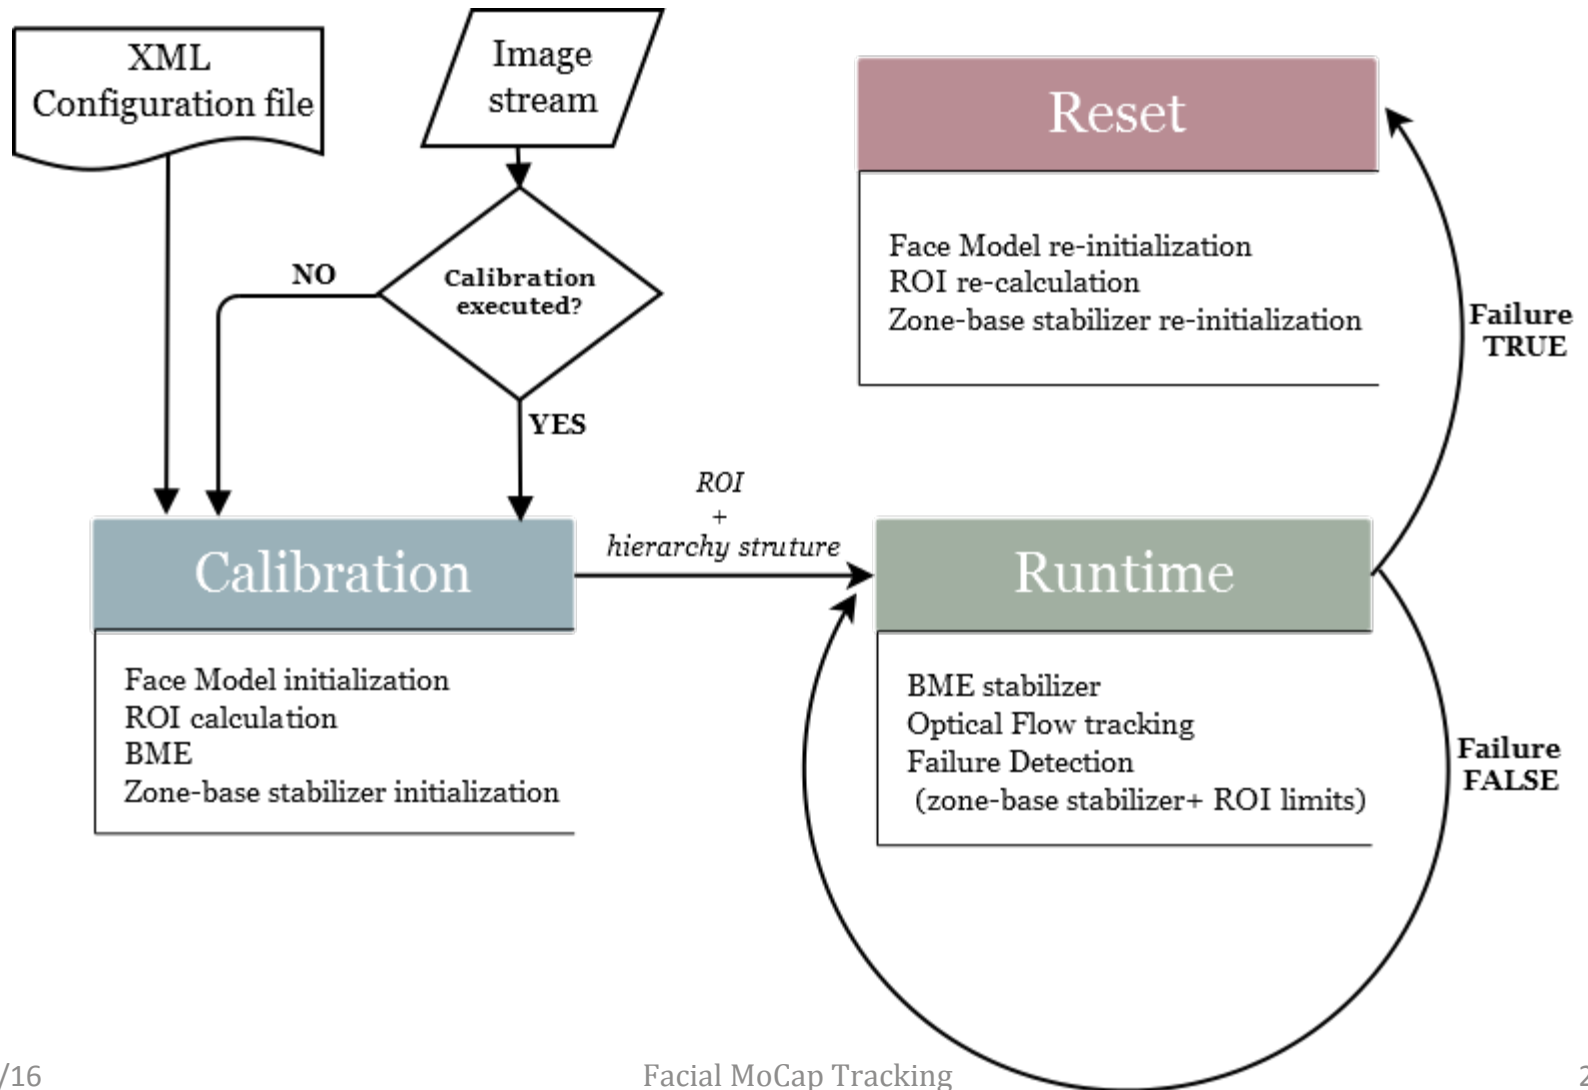 XML
Configuration file
Image
stream
Reset
Face Model re-initialization
ROI re-calculation
Zone-base stabilizer re-initialization
NO
Calibration
executed?
YES
Failure
TRUE
ROI
+
hierarchy struture
Calibration
Face Model initialization
ROI calculation
BME
Zone-base stabilizer initialization
Runtime
BME stabilizer
Optical Flow tracking
Failure Detection
(zone-base stabilizer+ ROI limits)
Failure
FALSE
/16
Facial MoCap Tracking